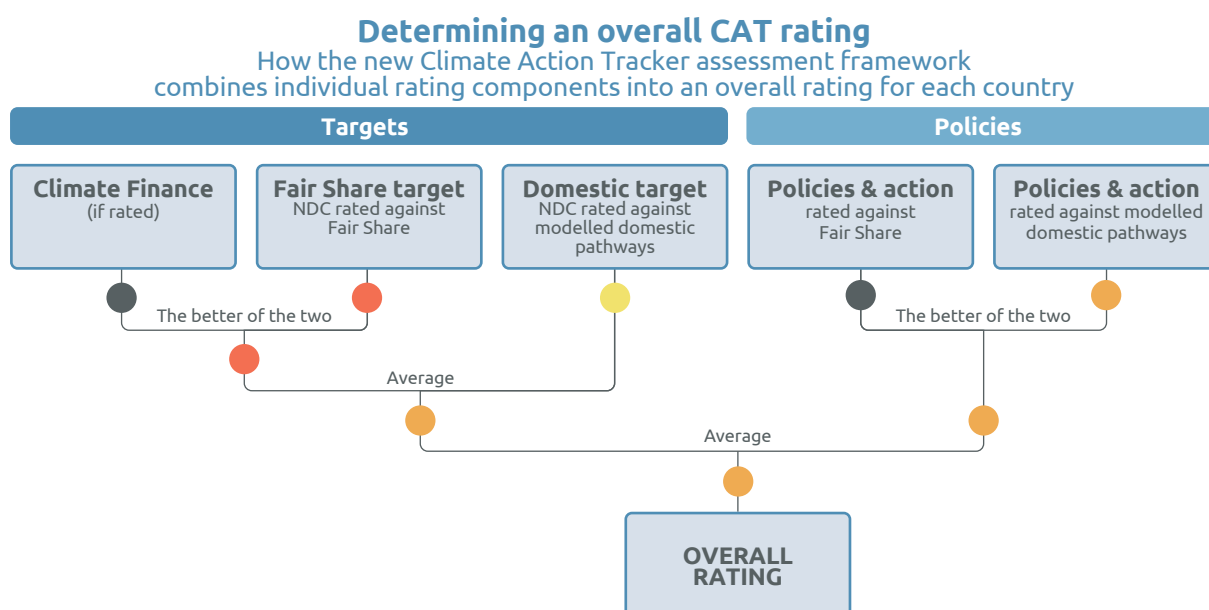 Determining an overall CAT rating
How the new Climate Action Tracker assessment framework
combines individual rating components into an overall rating for each country
Targets
Policies
Climate Finance
(if rated)
Fair Share target
NDC rated against
Fair Share
Domestic target
NDC rated against
modelled domestic
pathways
Policies & action
rated against
Fair Share
Policies & action
rated against modelled
domestic pathways
The better of the two
The better of the two
Average
Average
OVERALL
RATING